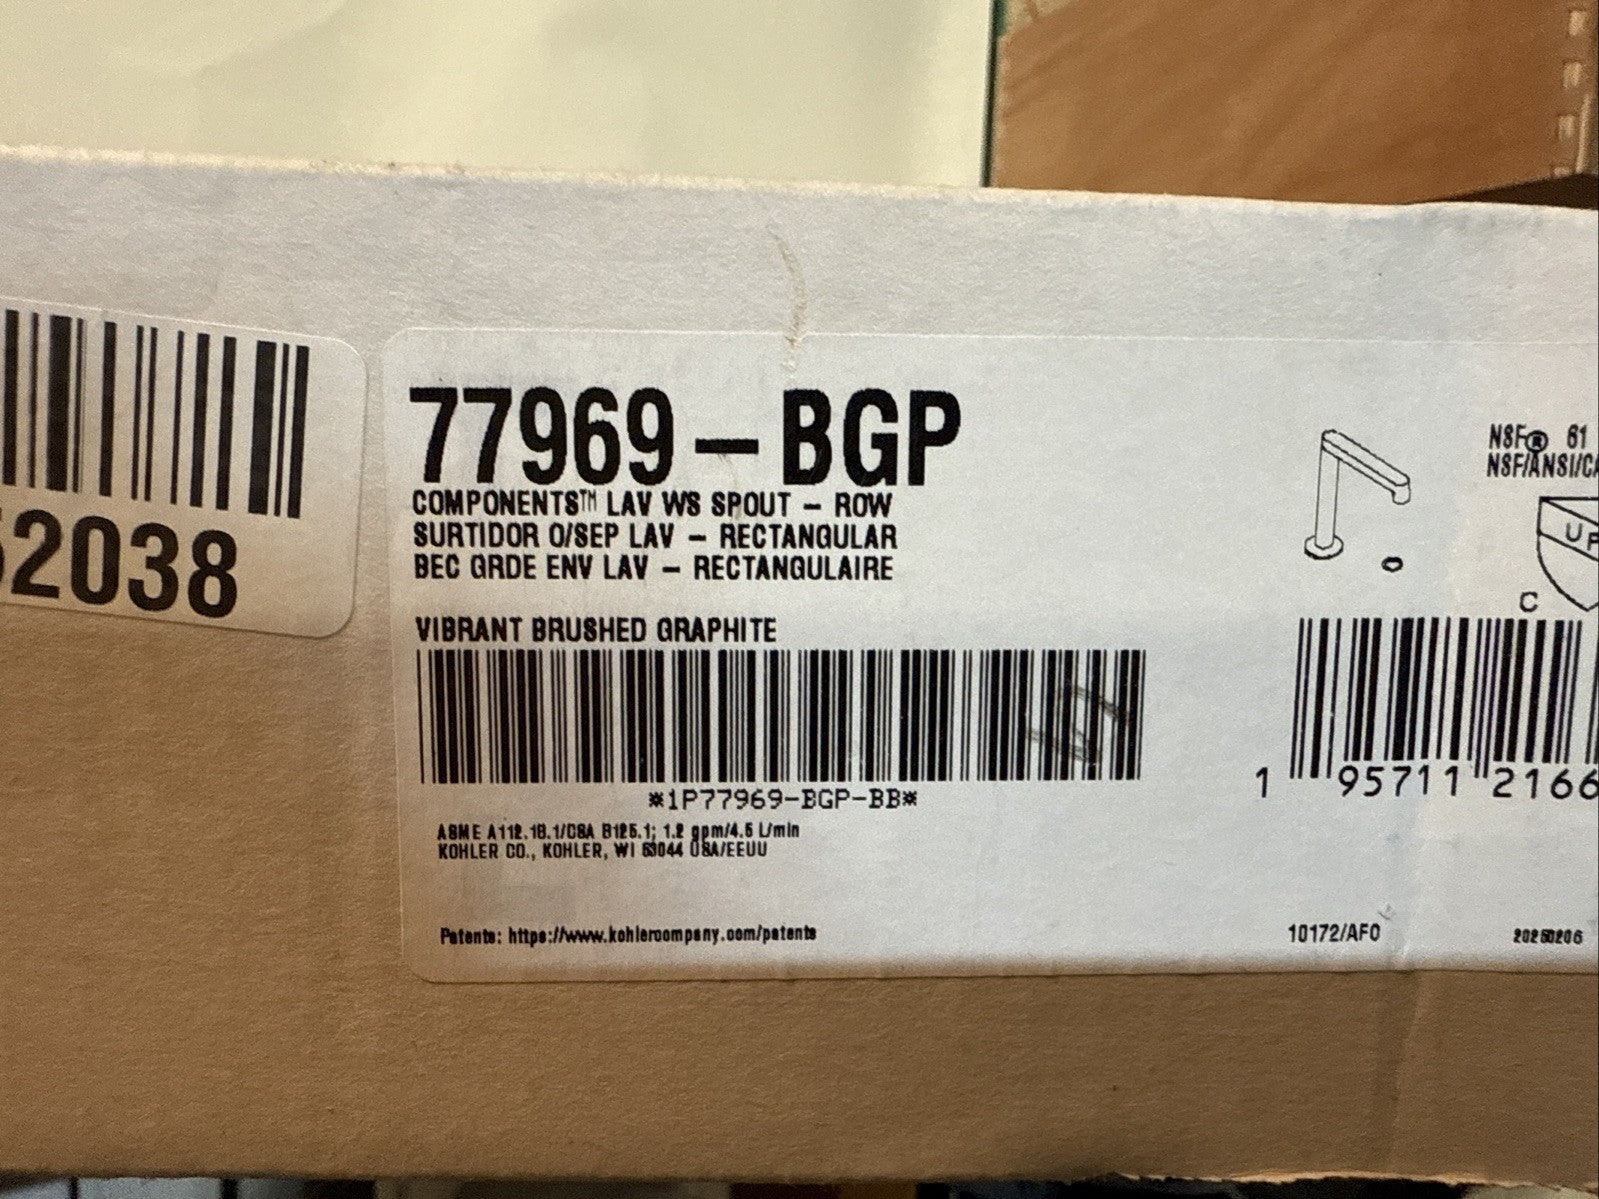 2038
77969-BGP
COMPONENTS™ LAV WS SPOUT - ROW
SURTIDOR O/SEP LAV - RECTANGULAR
BEC GRDE ENV LAV - RECTANGULAIRE
VIBRANT BRUSHED GRAPHITE
*1P77969-BGP-BB*
ASME A112.18.1/CSA B125.1; 1.2 gpm/4.5 L/min
KOHLER CO., KOHLER, WI 53044 USA/EEUU
Patents: https://www.kohlercompany.com/patents
NSF® 61
NSF/ANSI/CA
UP
C
1 95711 2166
10172/AF0
20250206